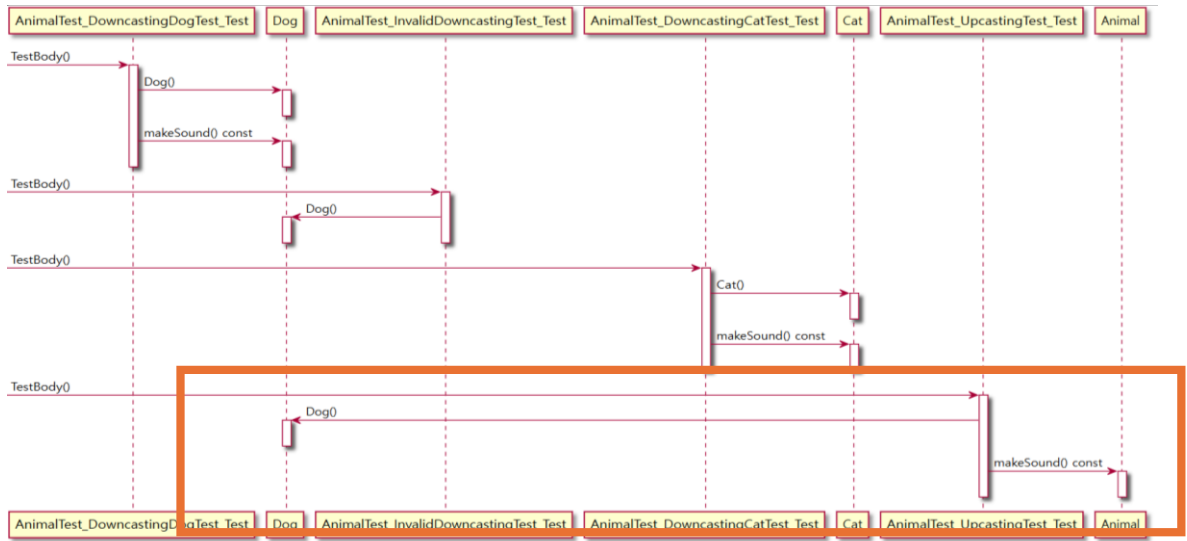 AnimalTest_DowncastingDogTest_Test Dog AnimalTest_InvalidDowncastingTest_Test AnimalTest_DowncastingCatTest_Test Cat AnimalTest_UpcastingTest_Test Animal
TestBody()
Dog()
makeSound() const
TestBody()
Dog()
TestBody()
Cat()
makeSound() const
TestBody()
Dog()
makeSound() const
AnimalTest_DowncastingDogTest_Test Dog AnimalTest_InvalidDowncastingTest_Test AnimalTest_DowncastingCatTest_Test Cat AnimalTest_UpcastingTest_Test Animal